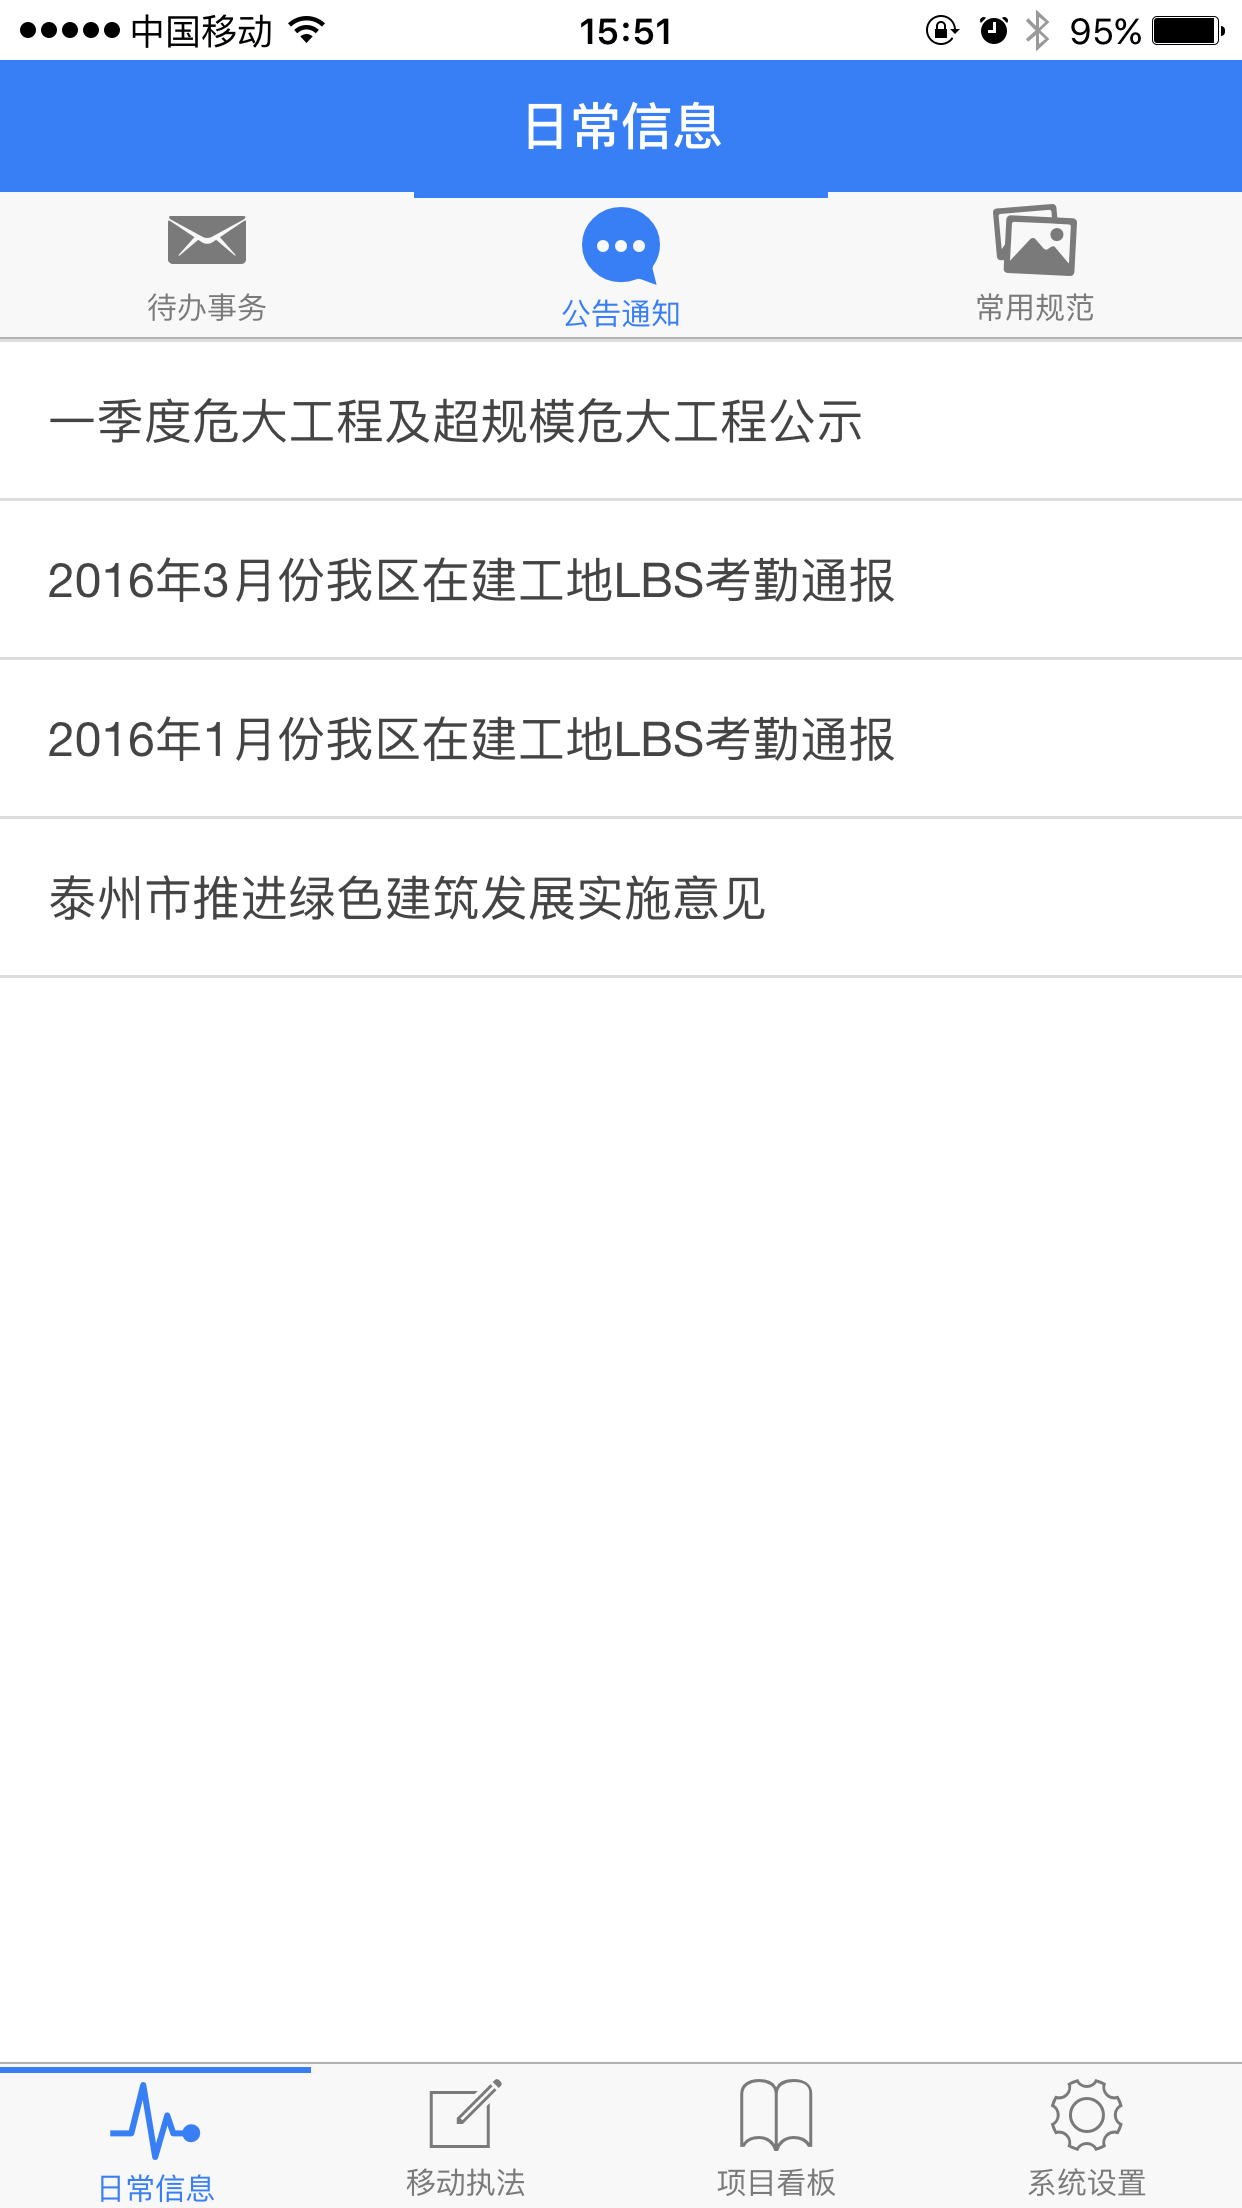 中国移动 15:51 95%
日常信息
待办事务 公告通知 常用规范
一季度危大工程及超规模危大工程公示
2016年3月份我区在建工地LBS考勤通报
2016年1月份我区在建工地LBS考勤通报
泰州市推进绿色建筑发展实施意见
日常信息 移动执法 项目看板 系统设置